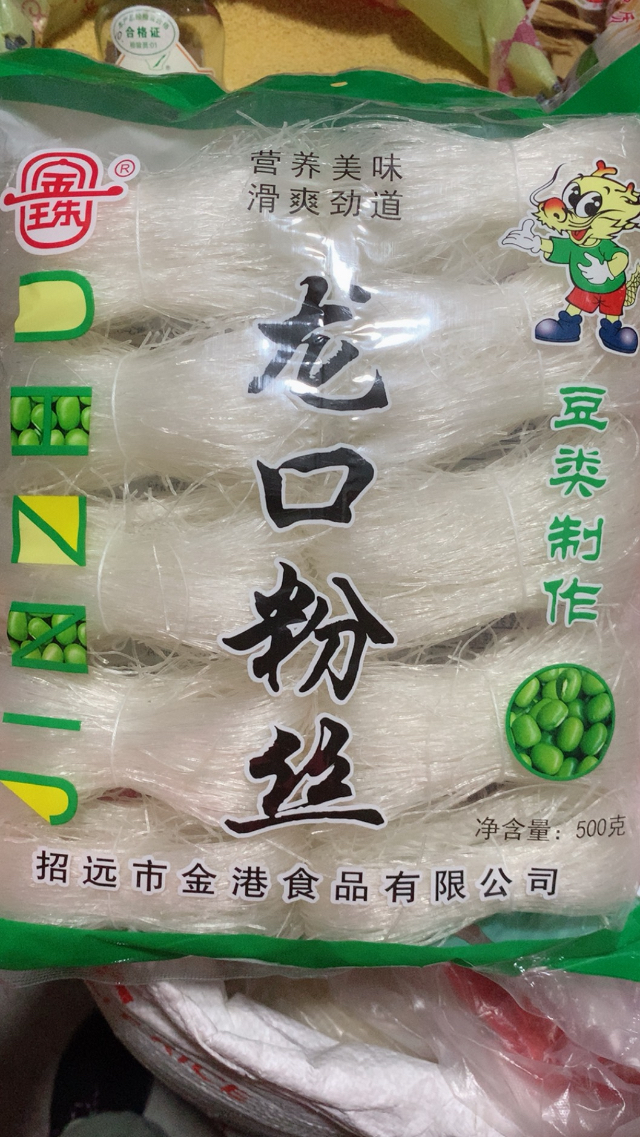 合格证
金珠®
营养美味
滑爽劲道
JINZHU
龙口粉丝
豆类制作
净含量：500克
招远市金港食品有限公司
RICE